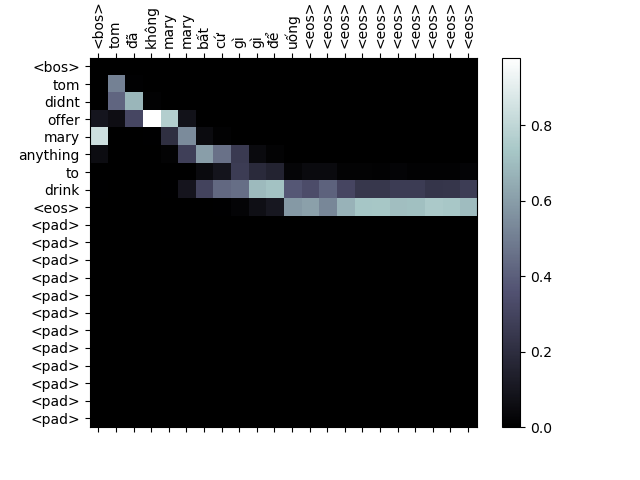 <bos> tom đã không mary mary bất cứ gì gì để uống <eos> <eos> <eos> <eos> <eos> <eos> <eos> <eos> <eos> <eos>
<bos>
tom
didnt
offer
mary
anything
to
drink
<eos>
<pad>
<pad>
<pad>
<pad>
<pad>
<pad>
<pad>
<pad>
<pad>
<pad>
<pad>
<pad>
0.8
0.6
0.4
0.2
0.0